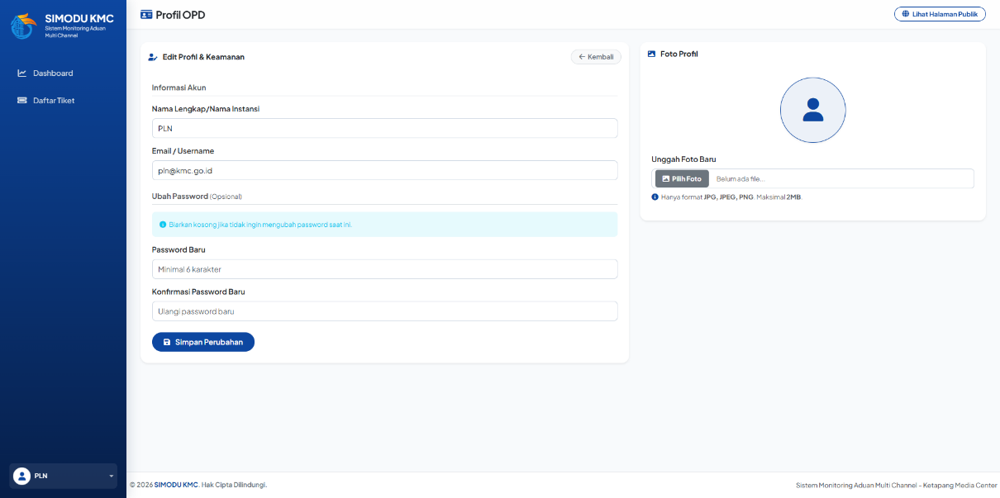 SIMODU KMC
Sistem Monitoring Aduan
Multi Channel
Dashboard
Daftar Tiket
PLN
Profil OPD
Lihat Halaman Publik
Edit Profil & Keamanan
Kembali
Informasi Akun
Nama Lengkap/Nama Instansi
PLN
Email / Username
pln@kmc.go.id
Ubah Password (Opsional)
Biarkan kosong jika tidak ingin mengubah password saat ini.
Password Baru
Minimal 6 karakter
Konfirmasi Password Baru
Ulangi password baru
Simpan Perubahan
Foto Profil
Unggah Foto Baru
Pilih Foto
Belum ada file...
Hanya format JPG, JPEG, PNG. Maksimal 2MB.
© 2026 SIMODU KMC. Hak Cipta Dilindungi.
Sistem Monitoring Aduan Multi Channel - Ketapang Media Center